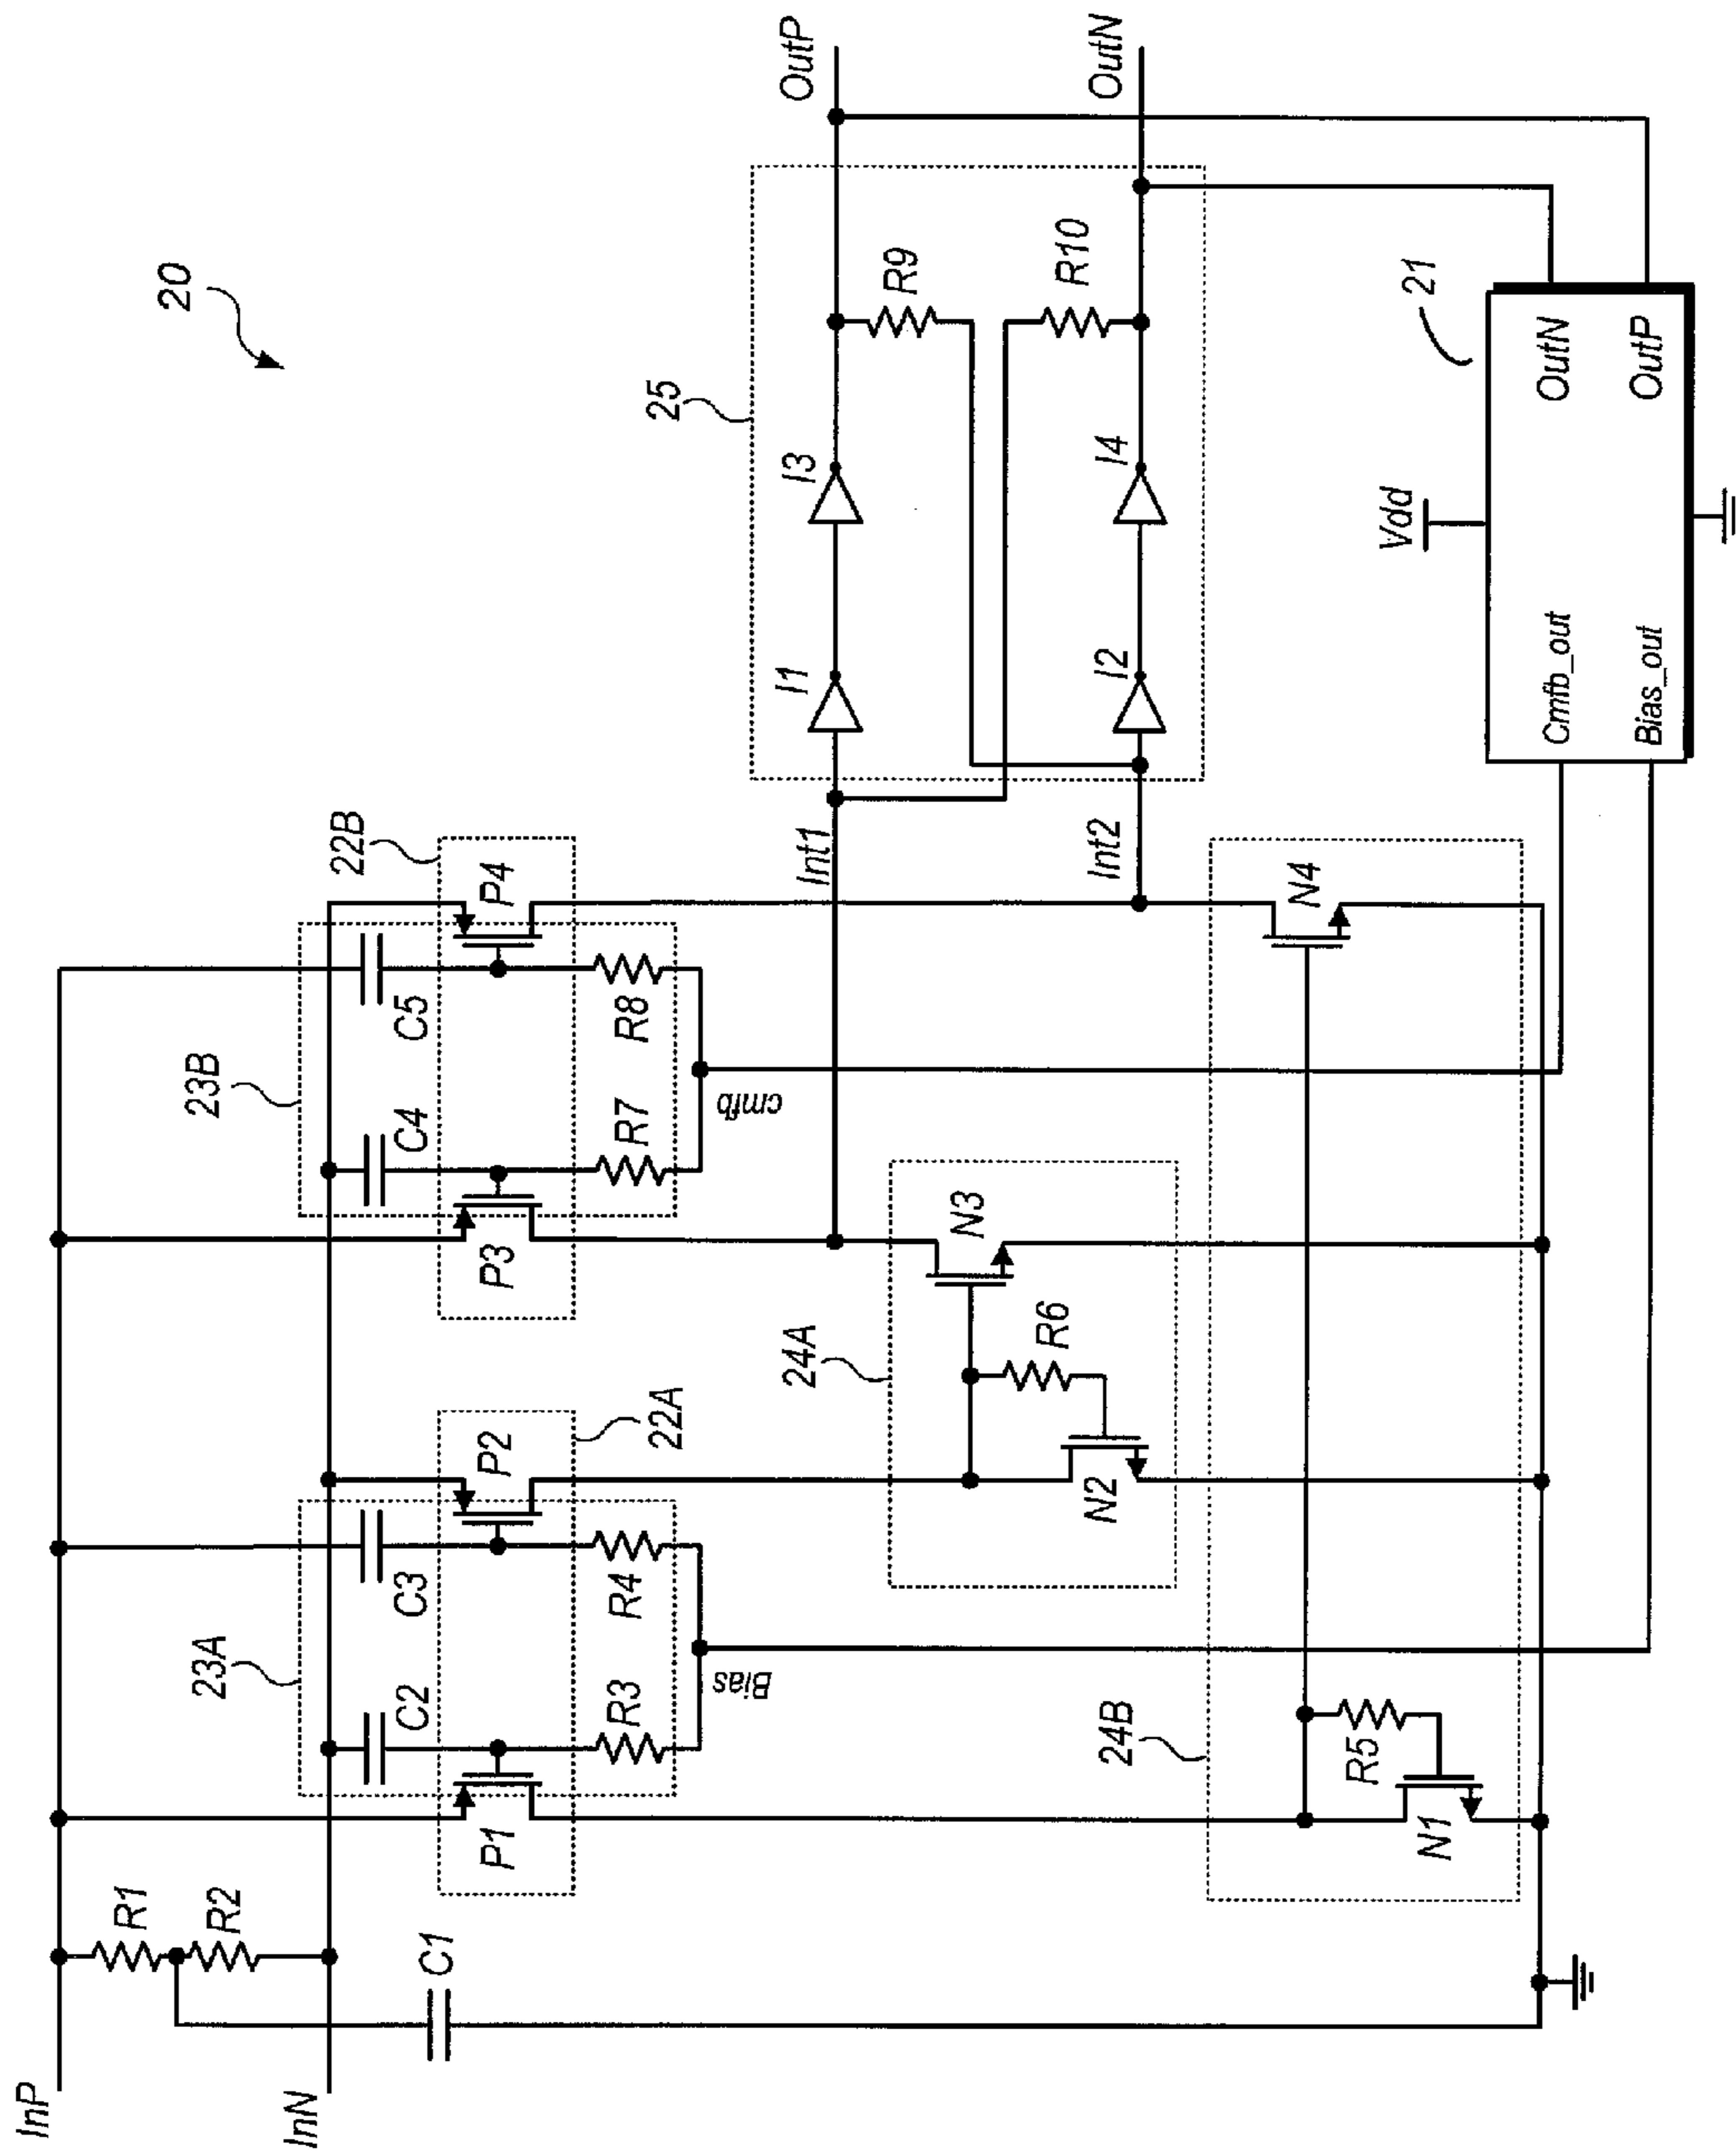 20
InP
InN
R1
R2
C1
23A
C2
C3
P1
P2
22A
R3
R4
Bias
23B
C4
C5
P3
P4
22B
R7
R8
cmfb
24A
N3
R6
N2
24B
R5
N1
N4
Int1
Int2
25
I1
I3
I2
I4
R9
R10
OutP
OutN
Vdd
21
Cmfb_out
OutN
Bias_out
OutP